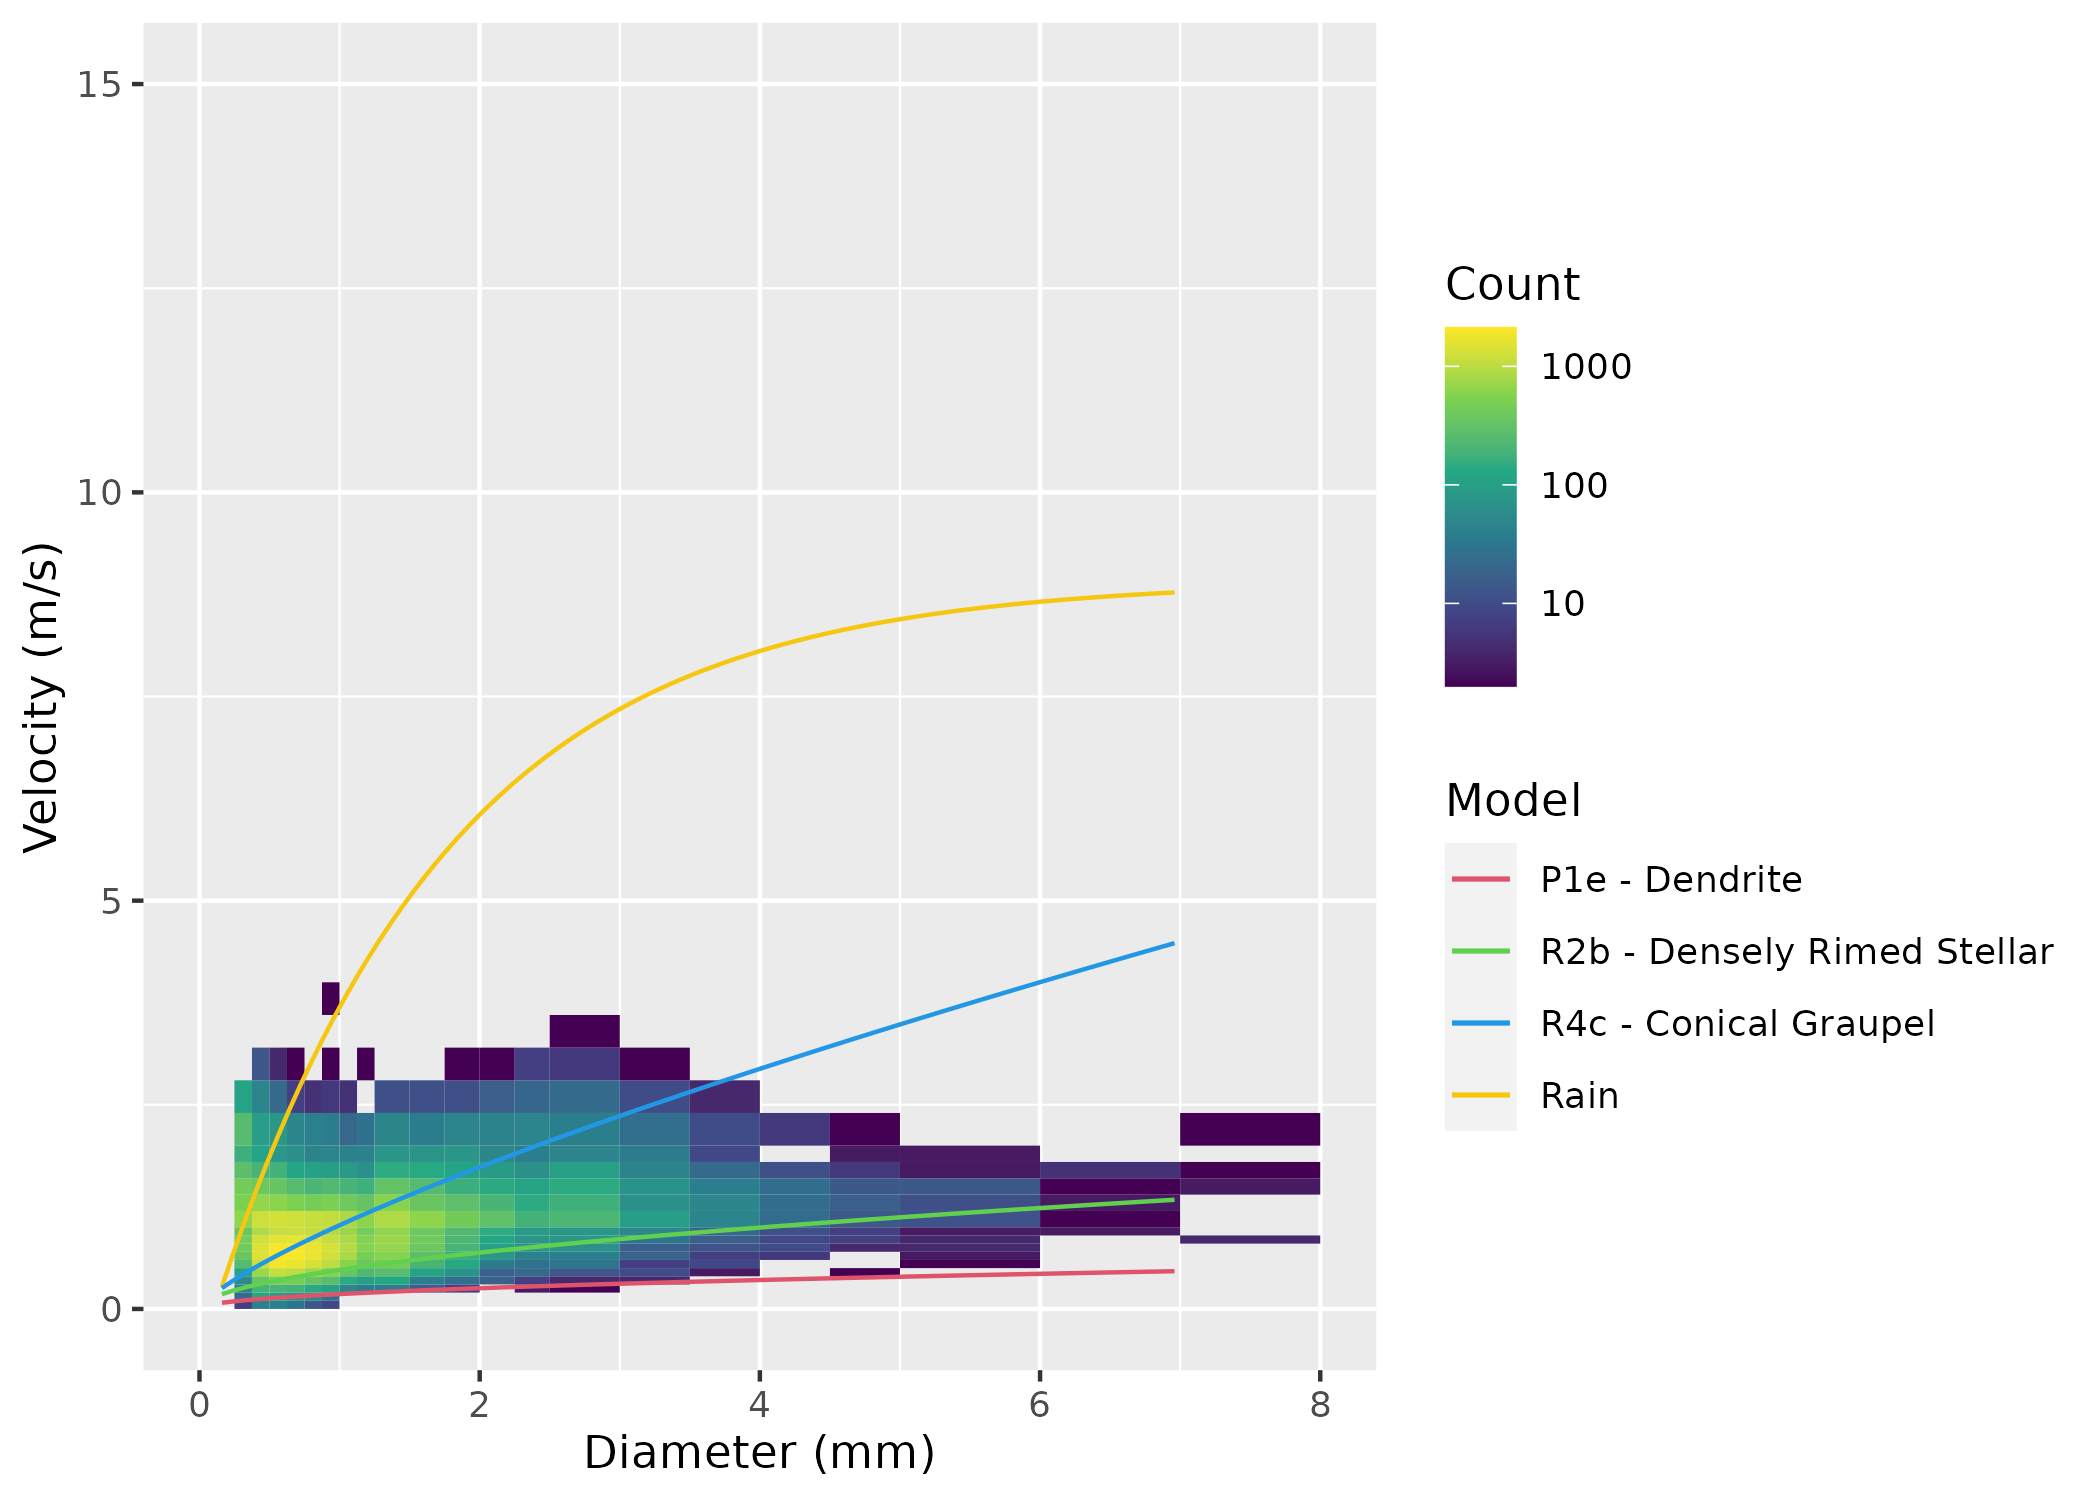 15
10
5
0
Velocity (m/s)
0 2 4 6 8
Diameter (mm)
Count
1000
100
10
Model
P1e - Dendrite
R2b - Densely Rimed Stellar
R4c - Conical Graupel
Rain